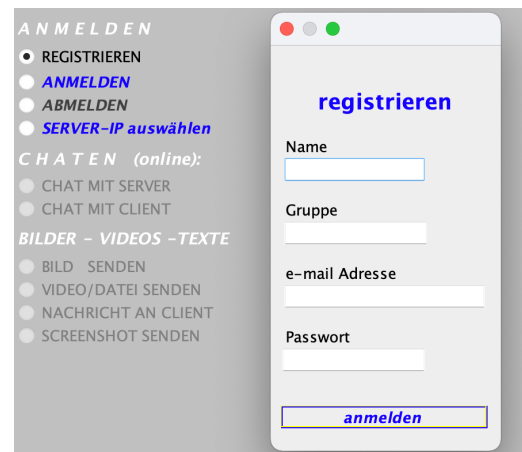 A N M E L D E N
REGISTRIEREN
ANMELDEN
ABMELDEN
SERVER-IP auswählen
C H A T E N (online):
CHAT MIT SERVER
CHAT MIT CLIENT
BILDER - VIDEOS -TEXTE
BILD SENDEN
VIDEO/DATEI SENDEN
NACHRICHT AN CLIENT
SCREENSHOT SENDEN
registrieren
Name
Gruppe
e-mail Adresse
Passwort
anmelden